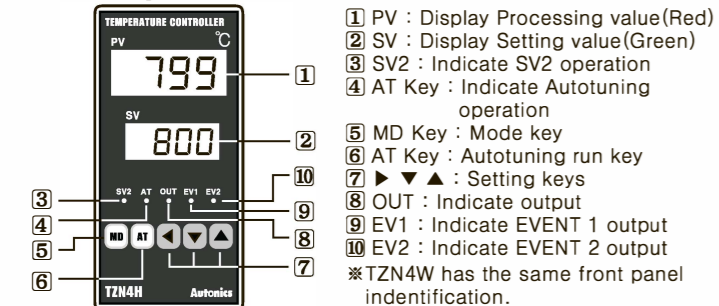 TEMPERATURE CONTROLLER
PV
℃
799
1
SV
800
2
SV2 AT OUT EV1 EV2
3
10
4
9
MD AT ◀ ▼ ▲
5
8
6
7
TZN4H Autonics
1 PV : Display Processing value(Red)
2 SV : Display Setting value(Green)
3 SV2 : Indicate SV2 operation
4 AT Key : Indicate Autotuning
operation
5 MD Key : Mode key
6 AT Key : Autotuning run key
7 ▶ ▼ ▲ : Setting keys
8 OUT : Indicate output
9 EV1 : Indicate EVENT 1 output
10 EV2 : Indicate EVENT 2 output
※TZN4W has the same front panel
indentification.